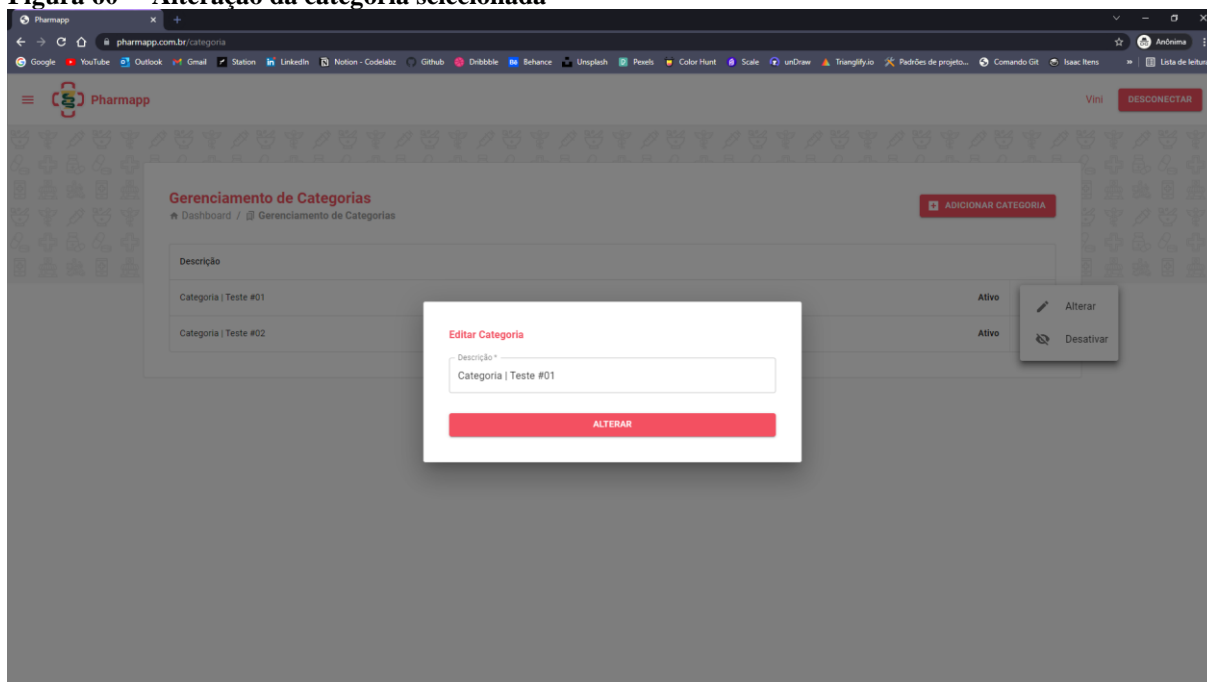 Figura 60 – Alteração da categoria selecionada
Pharmapp
pharmapp.com.br/categoria
Anônima
Google YouTube Outlook Gmail Station LinkedIn Notion - Codelabz Github Dribbble Behance Unsplash Pexels Color Hunt Scale unDraw Trianglify.io Padrões de projeto... Comando Git Isaac Itens » Lista de leitura
Pharmapp
Vini DESCONECTAR
Gerenciamento de Categorias
Dashboard / Gerenciamento de Categorias
ADICIONAR CATEGORIA
Descrição
Categoria | Teste #01 Ativo
Categoria | Teste #02 Ativo
Alterar
Desativar
Editar Categoria
Descrição *
Categoria | Teste #01
ALTERAR